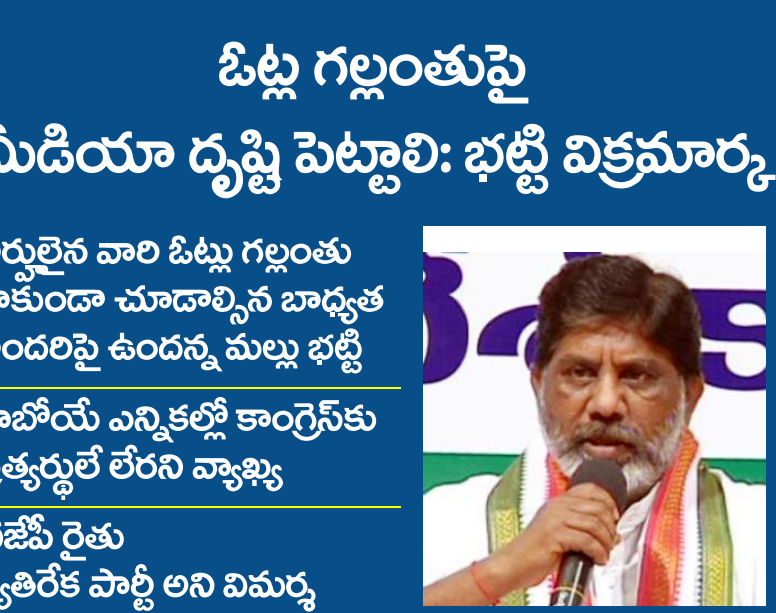 ఓట్ల గల్లంతుపై
మీడియా దృష్టి పెట్టాలి: భట్టి విక్రమార్క
ర్హులైన వారి ఓట్లు గల్లంతు
కాకుండా చూడాల్సిన బాధ్యత
అందరిపై ఉందన్న మల్లు భట్టి
రాబోయే ఎన్నికల్లో కాంగ్రెస్‌కు
ప్రత్యర్థులే లేరని వ్యాఖ్య
బీజేపీ రైతు
వ్యతిరేక పార్టీ అని విమర్శ